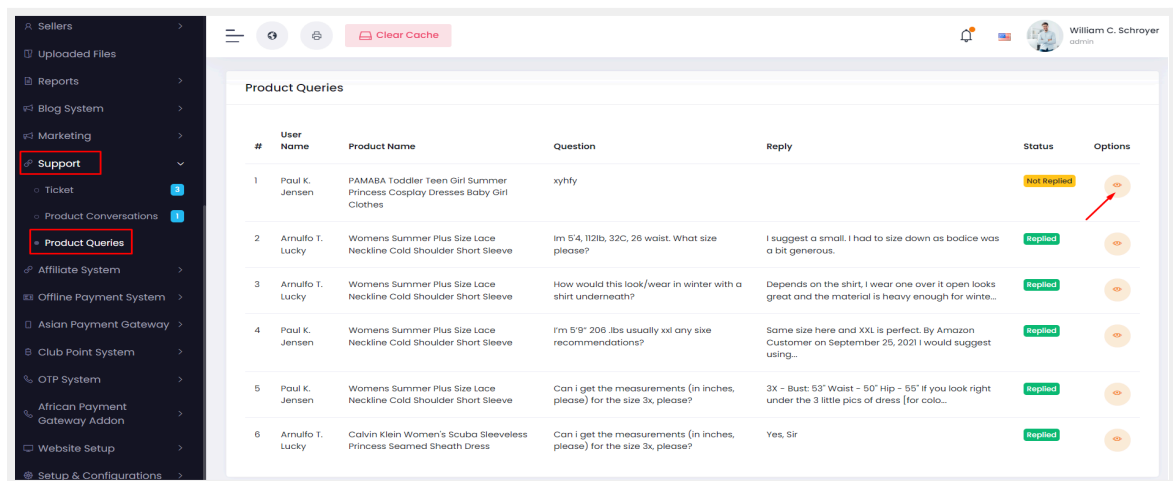 Sellers
Uploaded Files
Reports
Blog System
Marketing
Support
Ticket 3
Product Conversations 1
Product Queries
Affiliate System
Offline Payment System
Asian Payment Gateway
Club Point System
OTP System
African Payment
Gateway Addon
Website Setup
Setup & Configurations
Clear Cache
William C. Schroyer
admin
Product Queries
# User Name Product Name Question Reply Status Options
1 Paul K. PAMABA Toddler Teen Girl Summer xyhfy Not Replied
Jensen Princess Cosplay Dresses Baby Girl
Clothes
2 Arnulfo T. Womens Summer Plus Size Lace Im 5'4, 112lb, 32C, 26 waist. What size I suggest a small. I had to size down as bodice was Replied
Lucky Neckline Cold Shoulder Short Sleeve please? a bit generous.
3 Arnulfo T. Womens Summer Plus Size Lace How would this look/wear in winter with a Depends on the shirt, I wear one over it open looks Replied
Lucky Neckline Cold Shoulder Short Sleeve shirt underneath? great and the material is heavy enough for winte...
4 Paul K. Womens Summer Plus Size Lace I'm 5'9" 206 .lbs usually xxl any sixe Same size here and XXL is perfect. By Amazon Replied
Jensen Neckline Cold Shoulder Short Sleeve recommendations? Customer on September 25, 2021 I would suggest
using...
5 Paul K. Womens Summer Plus Size Lace Can i get the measurements (in inches, 3X - Bust: 53" Waist - 50" Hip - 55" If you look right Replied
Jensen Neckline Cold Shoulder Short Sleeve please) for the size 3x, please? under the 3 little pics of dress [for colo...
6 Arnulfo T. Calvin Klein Women's Scuba Sleeveless Can i get the measurements (in inches, Yes, Sir Replied
Lucky Princess Seamed Sheath Dress please) for the size 3x, please?